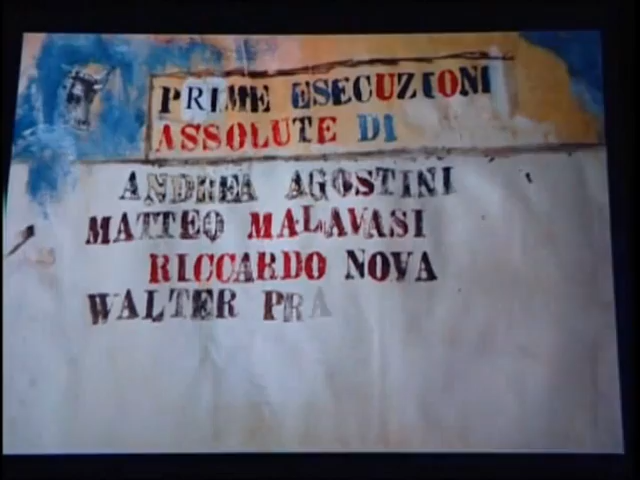 PRIME ESECUZIONI
ASSOLUTE DI
ANDREA AGOSTINI
MATTEO MALAVASI
RICCARDO NOVA
WALTER PRA